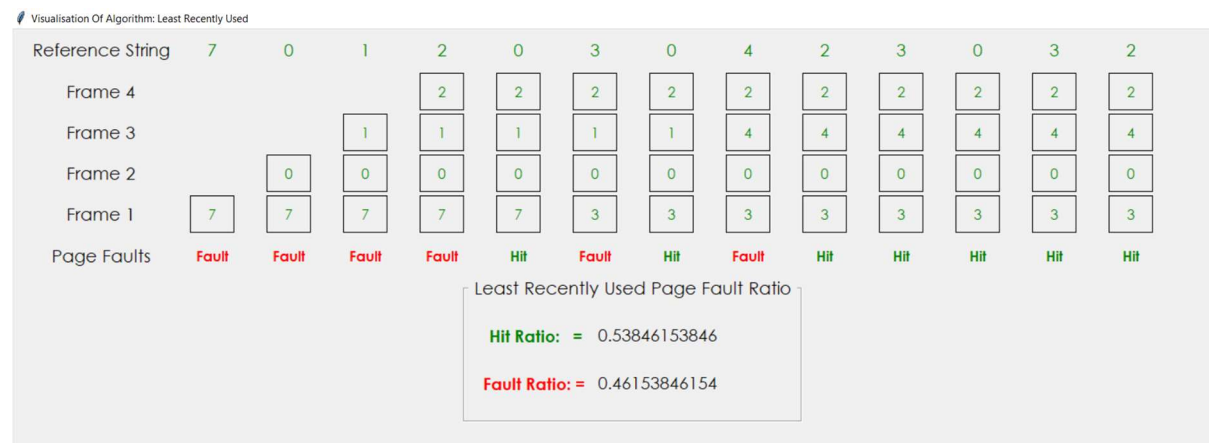 Visualisation Of Algorithm: Least Recently Used
Reference String 7 0 1 2 0 3 0 4 2 3 0 3 2
Frame 4 2 2 2 2 2 2 2 2 2 2
Frame 3 1 1 1 1 1 4 4 4 4 4 4
Frame 2 0 0 0 0 0 0 0 0 0 0 0 0
Frame 1 7 7 7 7 7 3 3 3 3 3 3 3 3
Page Faults Fault Fault Fault Fault Hit Fault Hit Fault Hit Hit Hit Hit Hit
Least Recently Used Page Fault Ratio
Hit Ratio: = 0.53846153846
Fault Ratio: = 0.46153846154